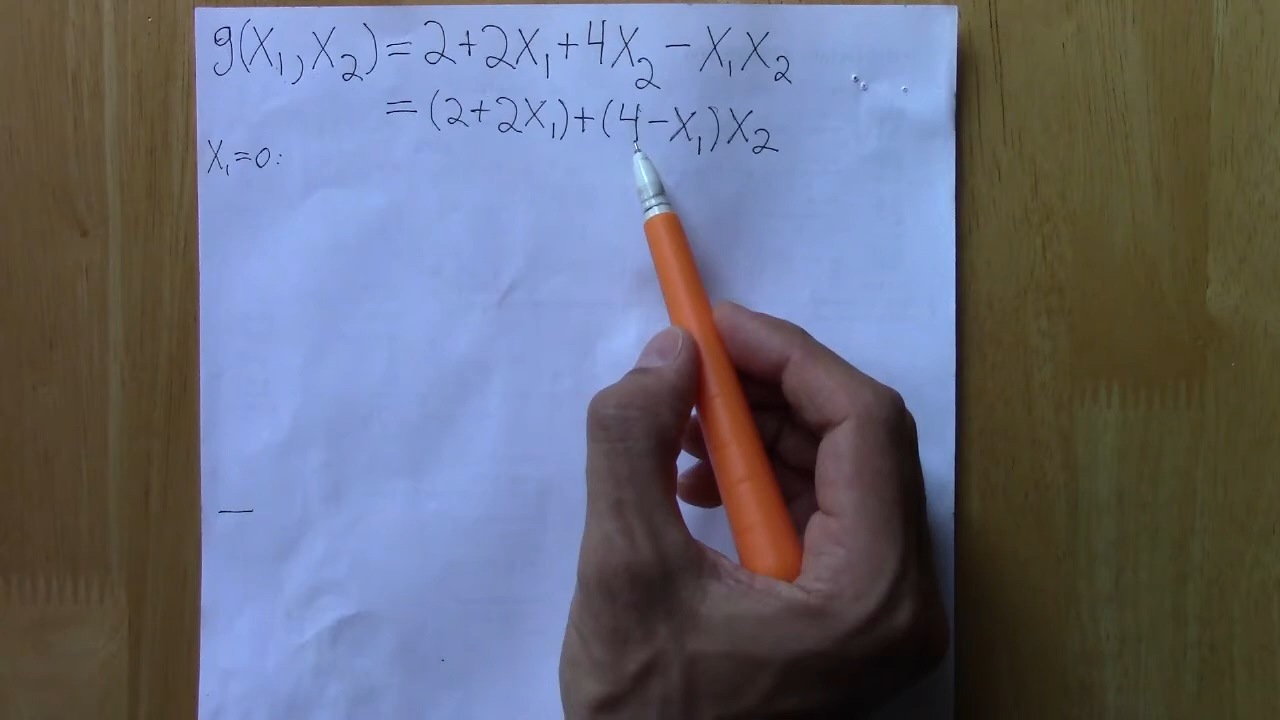 g(X₁,X₂)=2+2X₁+4X₂-X₁X₂
=(2+2X₁)+(4-X₁)X₂
X₁=0: